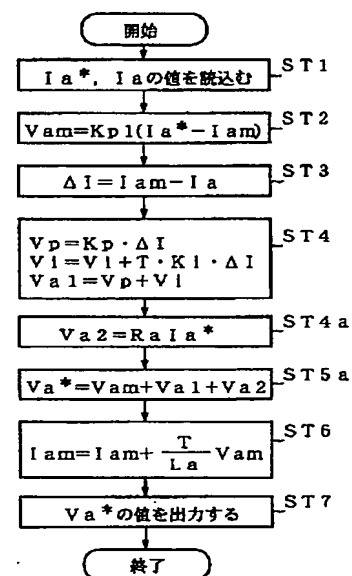 開始
Ia*, Iaの値を読込む
ST1
Vam=Kp1(Ia*-Iam)
ST2
ΔI=Iam-Ia
ST3
Vp=Kp・ΔI
Vi=Vi+T・Ki・ΔI
Va1=Vp+Vi
ST4
Va2=RaIa*
ST4a
Va*=Vam+Va1+Va2
ST5a
Iam=Iam+ T/La Vam
ST6
Va*の値を出力する
ST7
終了